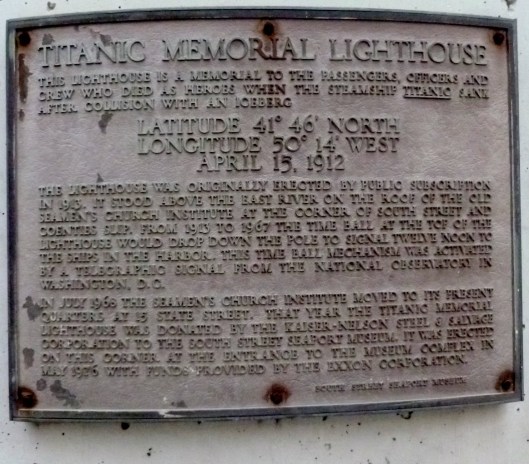 TITANIC MEMORIAL LIGHTHOUSE
THIS LIGHTHOUSE IS A MEMORIAL TO THE PASSENGERS, OFFICERS AND
CREW WHO DIED AS HEROES WHEN THE STEAMSHIP TITANIC SANK
AFTER COLLISION WITH AN ICEBERG
LATITUDE 41° 46' NORTH
LONGITUDE 50° 14' WEST
APRIL 15, 1912
THE LIGHTHOUSE WAS ORIGINALLY ERECTED BY PUBLIC SUBSCRIPTION
IN 1913. IT STOOD ABOVE THE EAST RIVER ON THE ROOF OF THE OLD
SEAMEN'S CHURCH INSTITUTE AT THE CORNER OF SOUTH STREET AND
COENTIES SLIP. FROM 1913 TO 1967 THE TIME BALL AT THE TOP OF THE
LIGHTHOUSE WOULD DROP DOWN THE POLE TO SIGNAL TWELVE NOON TO
THE SHIPS IN THE HARBOR. THIS TIME BALL MECHANISM WAS ACTIVATED
BY A TELEGRAPHIC SIGNAL FROM THE NATIONAL OBSERVATORY IN
WASHINGTON, D.C.
IN JULY 1968 THE SEAMEN'S CHURCH INSTITUTE MOVED TO ITS PRESENT
QUARTERS AT 15 STATE STREET. THAT YEAR THE TITANIC MEMORIAL
LIGHTHOUSE WAS DONATED BY THE KAISER-NELSON STEEL & SALVAGE
CORPORATION TO THE SOUTH STREET SEAPORT MUSEUM. IT WAS ERECTED
ON THIS CORNER AT THE ENTRANCE TO THE MUSEUM COMPLEX IN
MAY 1976 WITH FUNDS PROVIDED BY THE EXXON CORPORATION.
SOUTH STREET SEAPORT MUSEUM